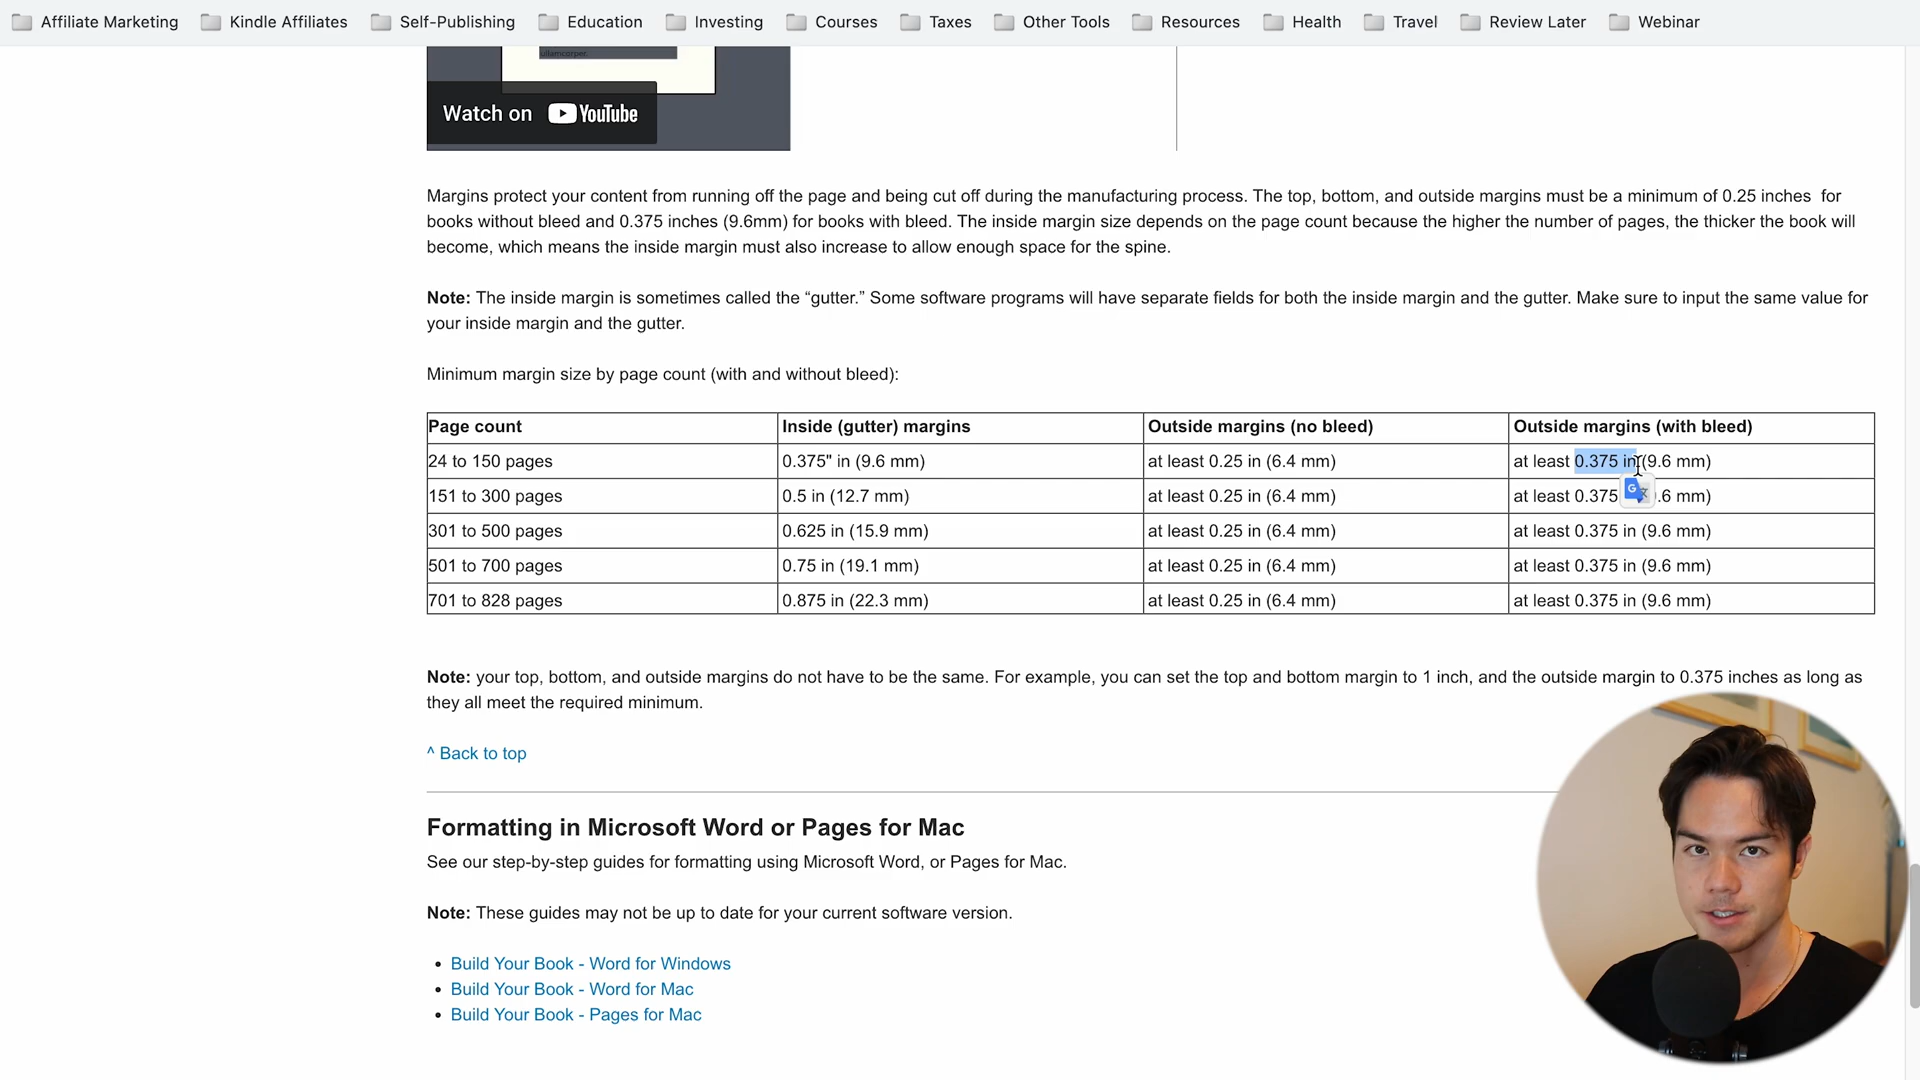 Affiliate Marketing Kindle Affiliates Self-Publishing Education Investing Courses Taxes Other Tools Resources Health Travel Review Later Webinar
ullamcorper.
Watch on YouTube
Margins protect your content from running off the page and being cut off during the manufacturing process. The top, bottom, and outside margins must be a minimum of 0.25 inches for
books without bleed and 0.375 inches (9.6mm) for books with bleed. The inside margin size depends on the page count because the higher the number of pages, the thicker the book will
become, which means the inside margin must also increase to allow enough space for the spine.
Note: The inside margin is sometimes called the “gutter.” Some software programs will have separate fields for both the inside margin and the gutter. Make sure to input the same value for
your inside margin and the gutter.
Minimum margin size by page count (with and without bleed):
Page count Inside (gutter) margins Outside margins (no bleed) Outside margins (with bleed)
24 to 150 pages 0.375" in (9.6 mm) at least 0.25 in (6.4 mm) at least 0.375 in (9.6 mm)
151 to 300 pages 0.5 in (12.7 mm) at least 0.25 in (6.4 mm) at least 0.375 .6 mm)
301 to 500 pages 0.625 in (15.9 mm) at least 0.25 in (6.4 mm) at least 0.375 in (9.6 mm)
501 to 700 pages 0.75 in (19.1 mm) at least 0.25 in (6.4 mm) at least 0.375 in (9.6 mm)
701 to 828 pages 0.875 in (22.3 mm) at least 0.25 in (6.4 mm) at least 0.375 in (9.6 mm)
Note: your top, bottom, and outside margins do not have to be the same. For example, you can set the top and bottom margin to 1 inch, and the outside margin to 0.375 inches as long as
they all meet the required minimum.
^ Back to top
Formatting in Microsoft Word or Pages for Mac
See our step-by-step guides for formatting using Microsoft Word, or Pages for Mac.
Note: These guides may not be up to date for your current software version.
• Build Your Book - Word for Windows
• Build Your Book - Word for Mac
• Build Your Book - Pages for Mac